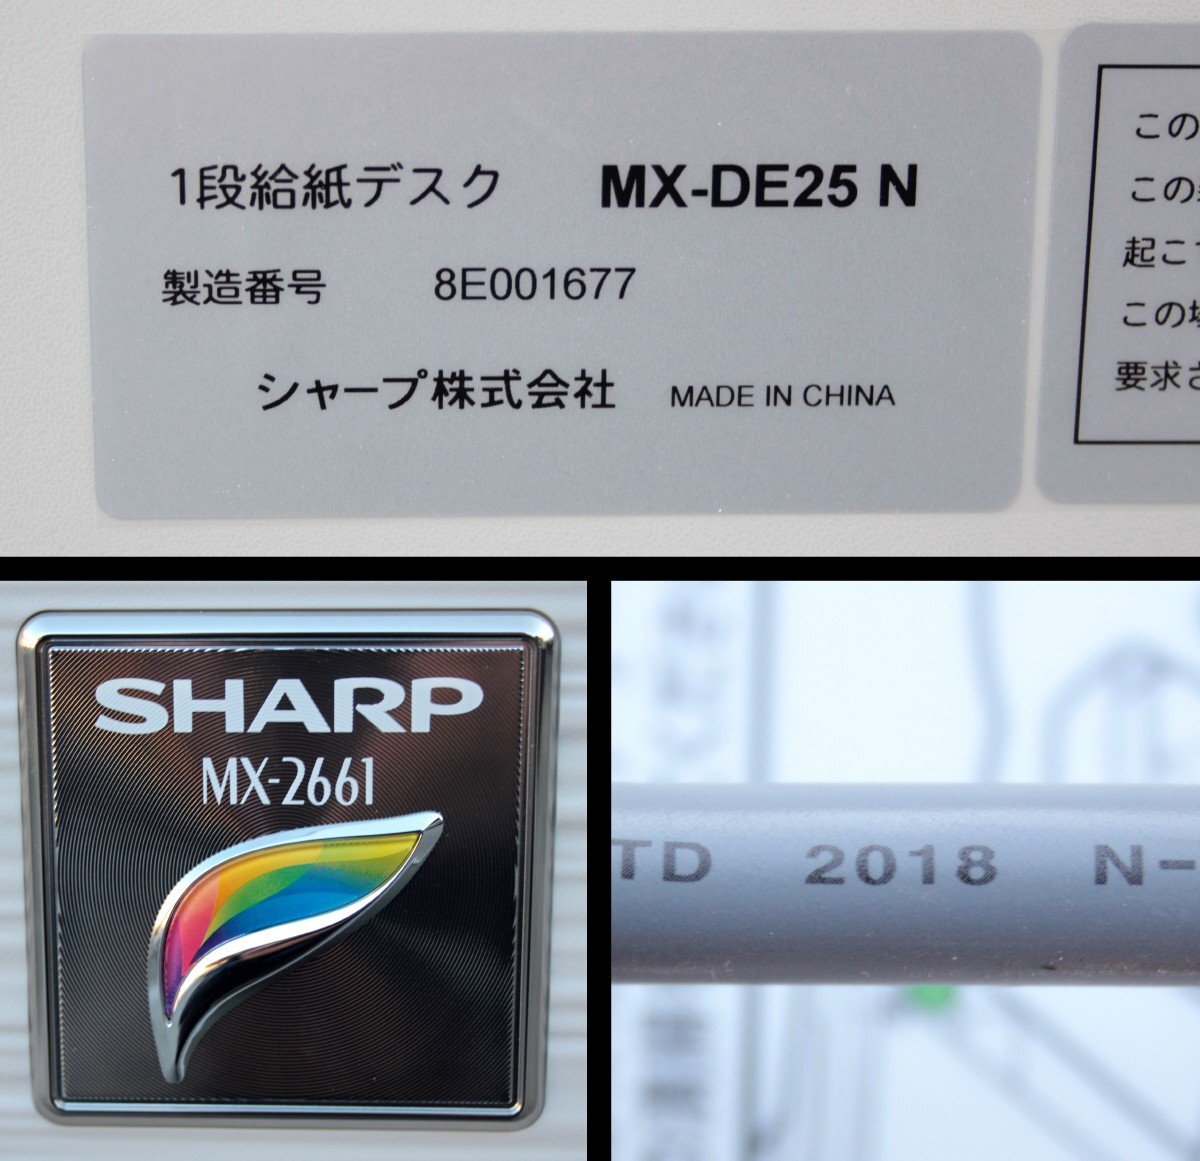 1段給紙デスク MX-DE25 N
製造番号 8E001677
シャープ株式会社 MADE IN CHINA
この
この
起こ
この
要求さ
SHARP
MX-2661
TD 2018 N-